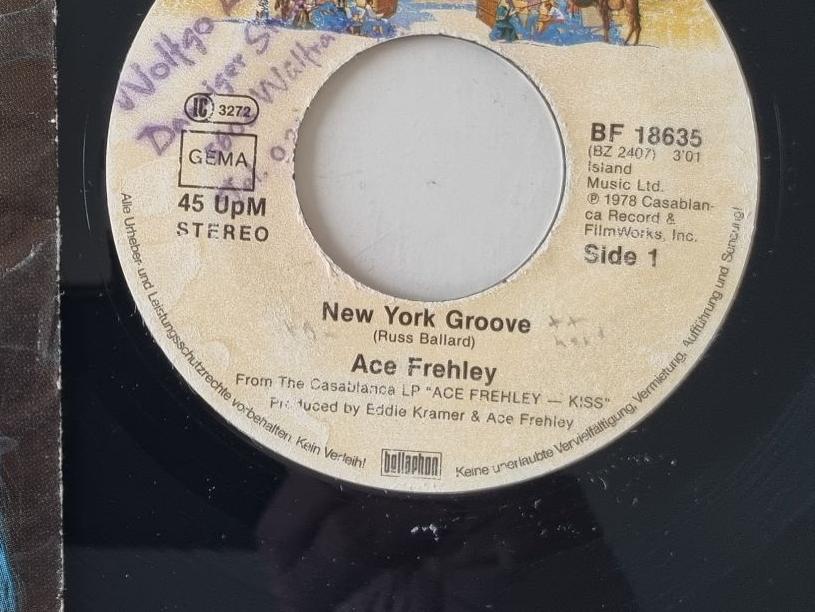 Wolfgo
IC 3272
GEMA
45 UpM
STEREO
BF 18635
(BZ 2407) 3'01
Island
Music Ltd.
℗ 1978 Casablan-
ca Record &
FilmWorks, Inc.
Side 1
New York Groove
(Russ Ballard)
Ace Frehley
From The Casablanca LP "ACE FREHLEY — KISS"
Produced by Eddie Kramer & Ace Frehley
bellaphon
Alle Urheber- und Leistungsschutzrechte vorbehalten. Kein Verleih! Keine unerlaubte Vervielfältigung, Vermietung, Aufführung und Sendung!